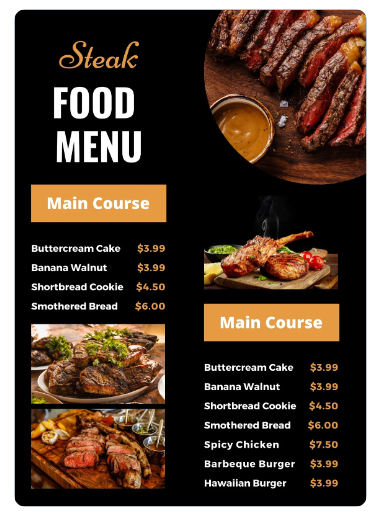 Steak
FOOD
MENU
Main Course
Buttercream Cake $3.99
Banana Walnut $3.99
Shortbread Cookie $4.50
Smothered Bread $6.00
Main Course
Buttercream Cake $3.99
Banana Walnut $3.99
Shortbread Cookie $4.50
Smothered Bread $6.00
Spicy Chicken $7.50
Barbeque Burger $3.99
Hawaiian Burger $3.99